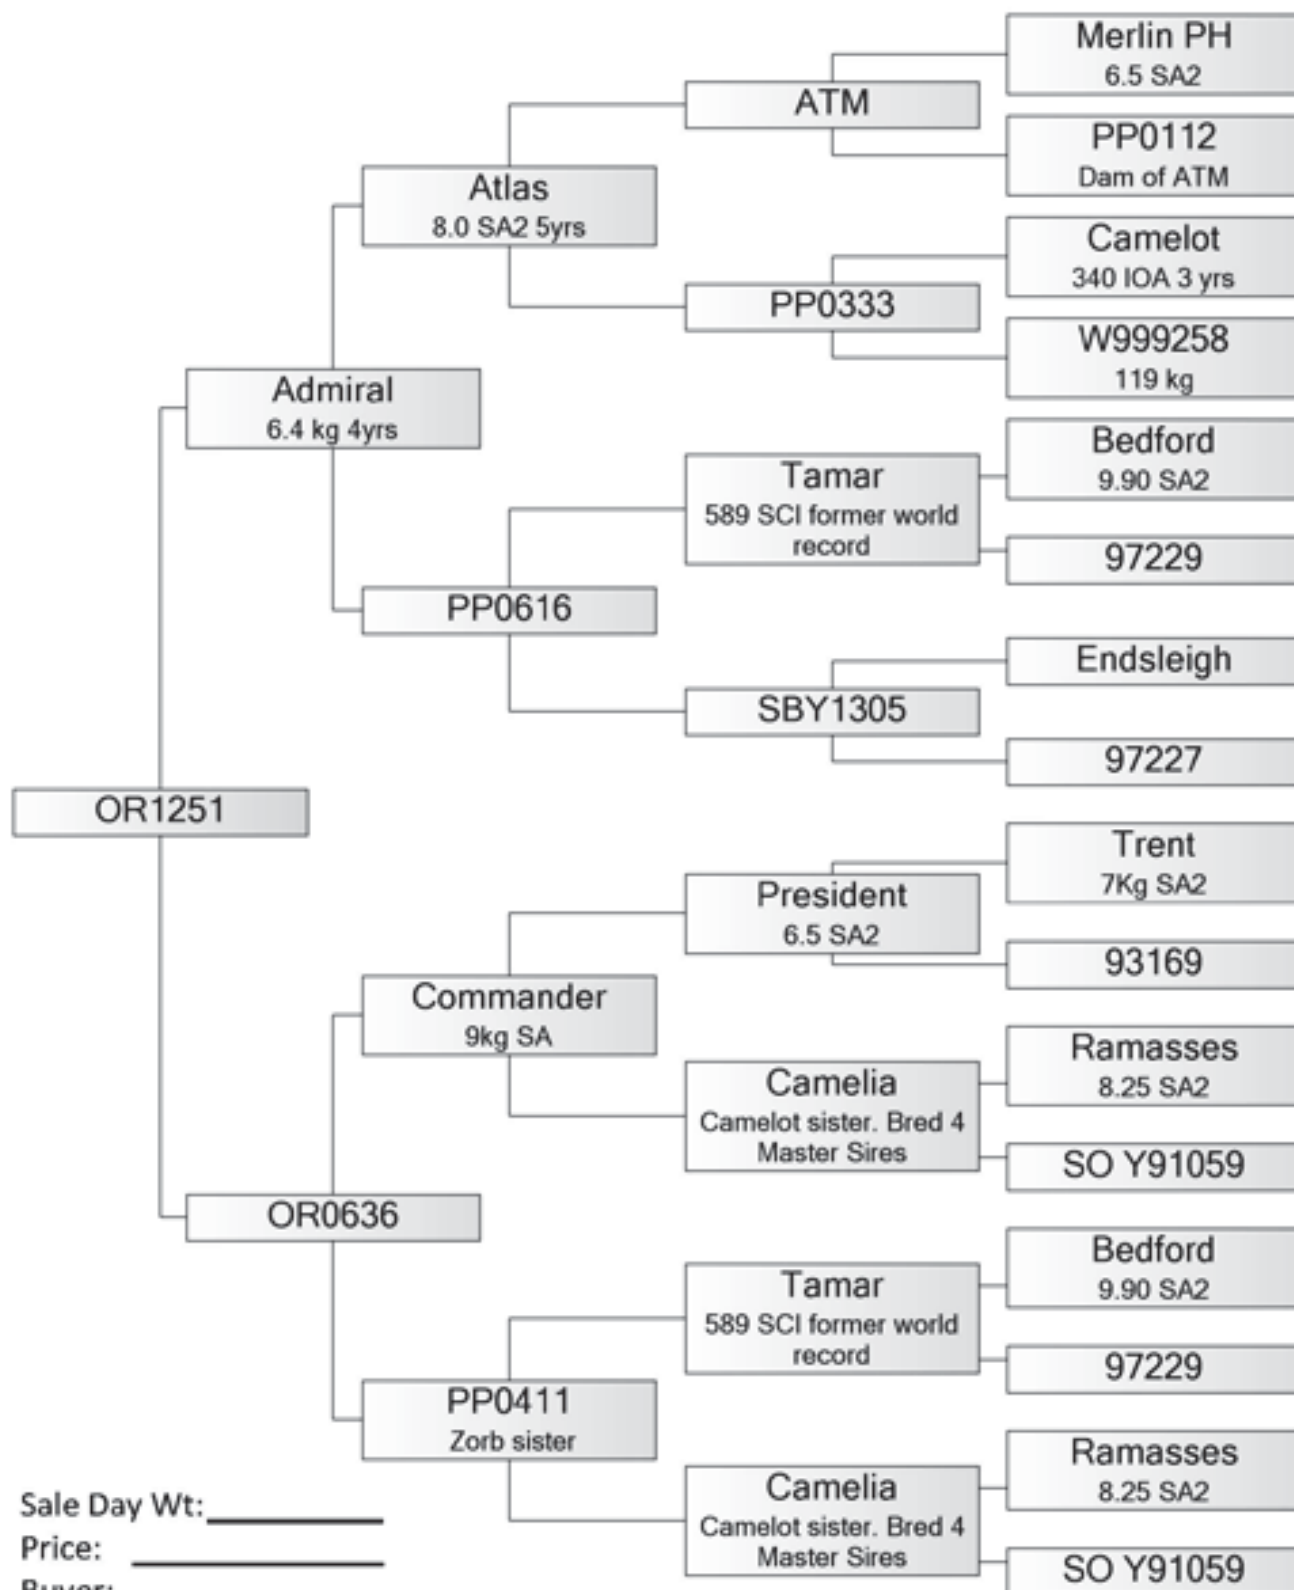 Merlin PH
6.5 SA2
ATM
PP0112
Dam of ATM
Atlas
8.0 SA2 5yrs
Camelot
340 IOA 3 yrs
PP0333
W999258
119 kg
Admiral
6.4 kg 4yrs
Bedford
9.90 SA2
Tamar
589 SCI former world
record
97229
PP0616
Endsleigh
SBY1305
97227
OR1251
Trent
7Kg SA2
President
6.5 SA2
93169
Commander
9kg SA
Ramasses
8.25 SA2
Camelia
Camelot sister. Bred 4
Master Sires
SO Y91059
OR0636
Bedford
9.90 SA2
Tamar
589 SCI former world
record
97229
PP0411
Zorb sister
Ramasses
8.25 SA2
Camelia
Camelot sister. Bred 4
Master Sires
SO Y91059
Sale Day Wt:
Price:
Buyer: